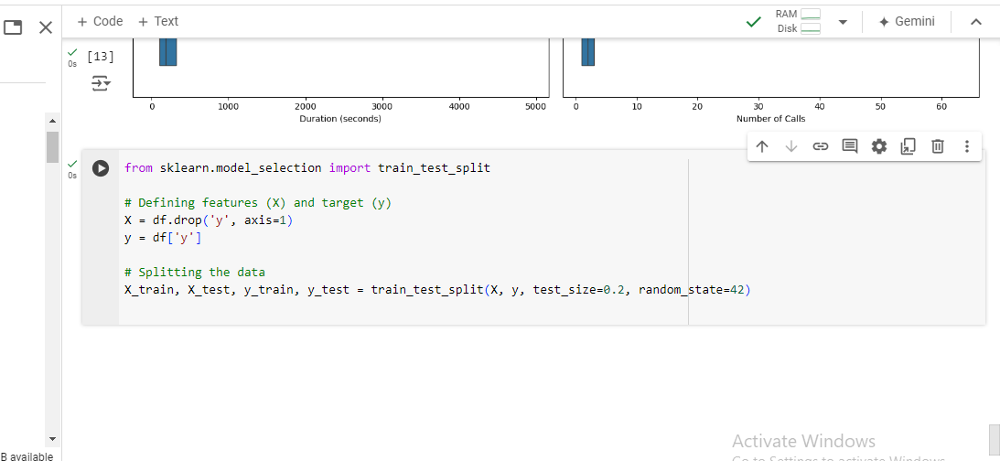 + Code + Text
RAM
Disk
Gemini
0s
[13]
0 1000 2000 3000 4000 5000
Duration (seconds)
0 10 20 30 40 50 60
Number of Calls
0s
from sklearn.model_selection import train_test_split
# Defining features (X) and target (y)
X = df.drop('y', axis=1)
y = df['y']
# Splitting the data
X_train, X_test, y_train, y_test = train_test_split(X, y, test_size=0.2, random_state=42)
Activate Windows
Go to Settings to activate Windows
B available